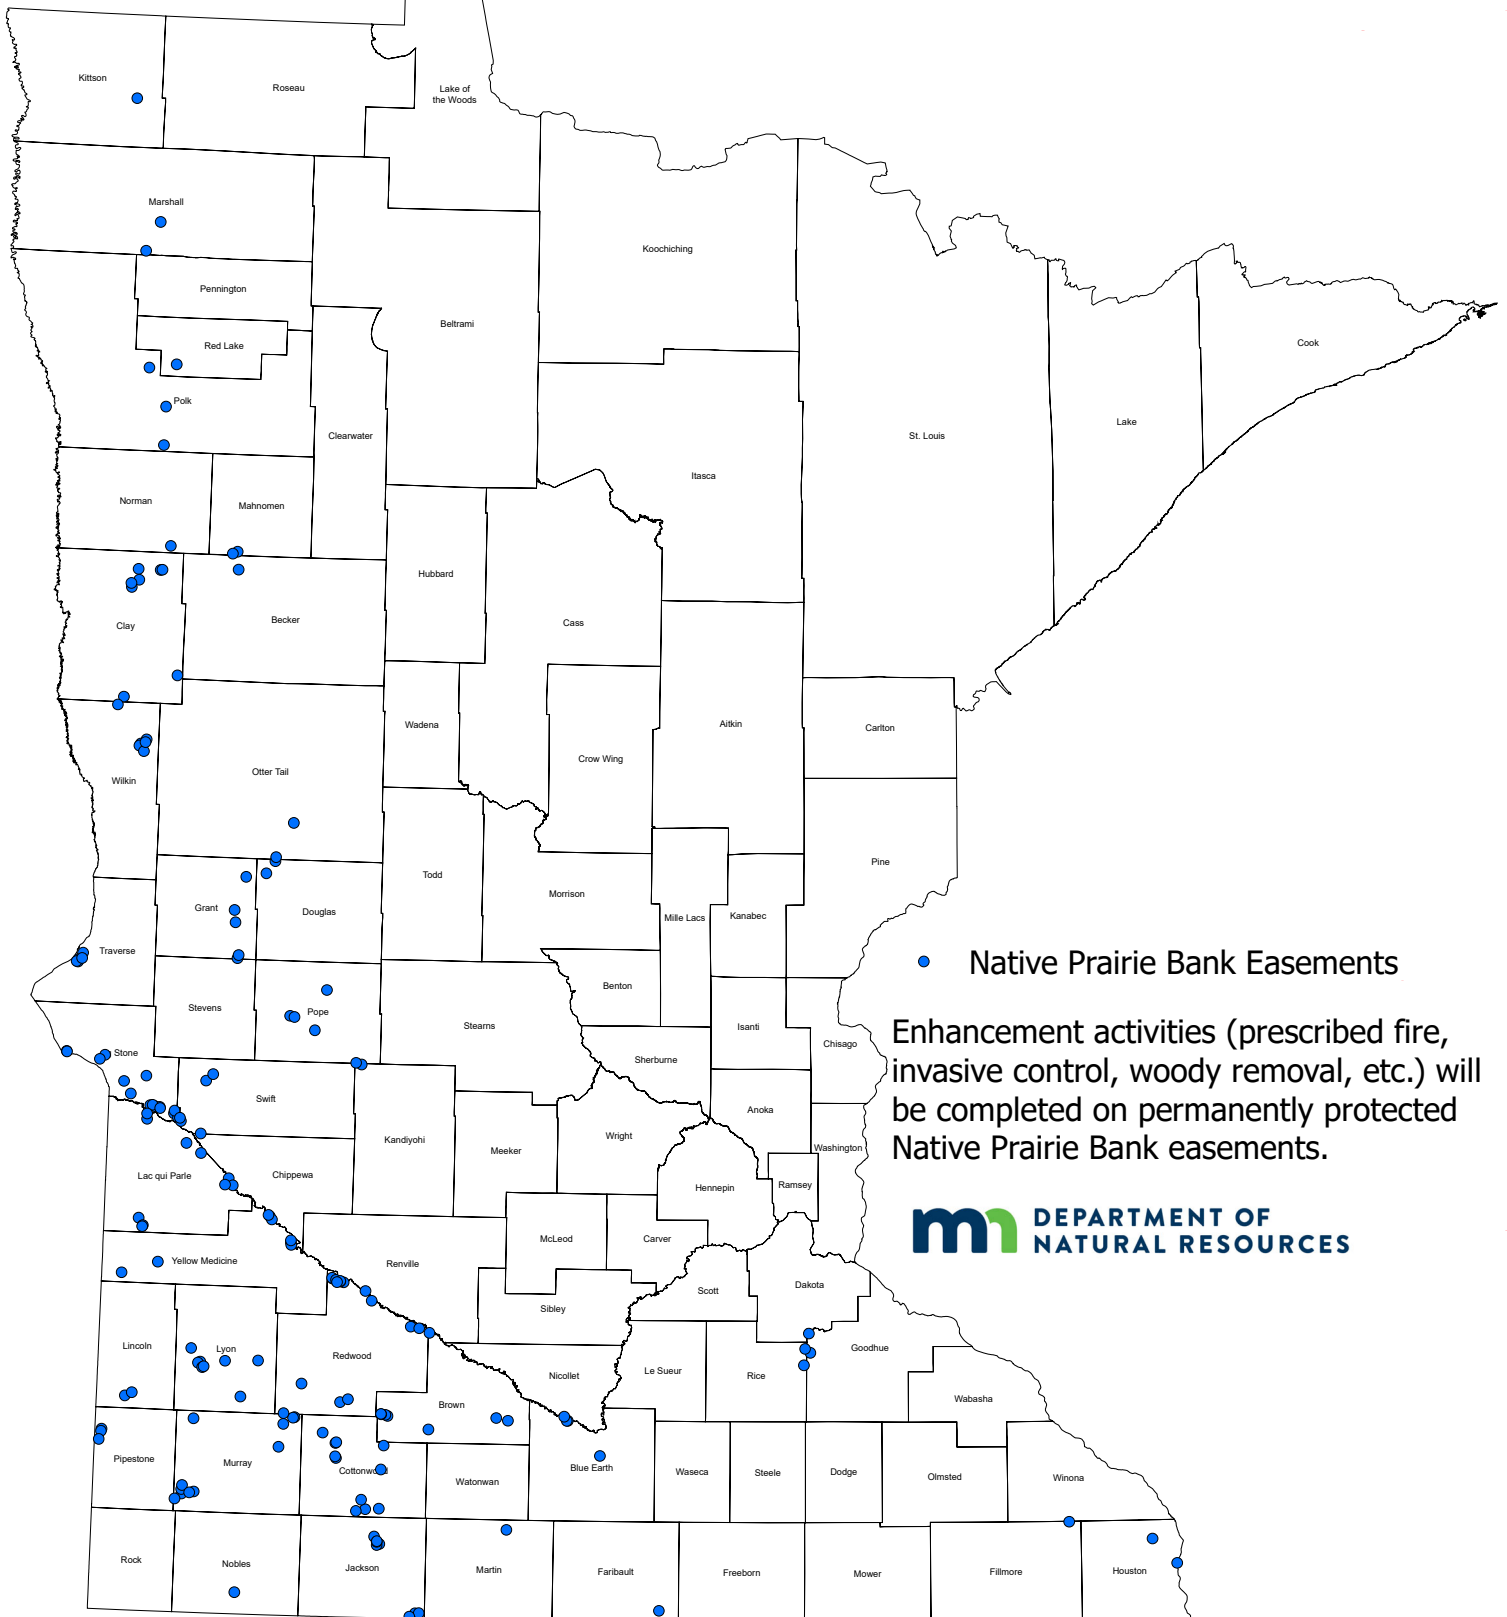 Kittson
Roseau
Lake of
the Woods
Marshall
Koochiching
Pennington
Beltrami
Red Lake
Cook
Polk
Clearwater
St. Louis
Lake
Itasca
Norman
Mahnomen
Hubbard
Cass
Clay
Becker
Wadena
Aitkin
Carlton
Crow Wing
Otter Tail
Wilkin
Todd
Pine
Morrison
Grant
Douglas
Mille Lacs
Kanabec
Traverse
Native Prairie Bank Easements
Benton
Stevens
Pope
Stearns
Isanti
Chisago
Enhancement activities (prescribed fire,
invasive control, woody removal, etc.) will
be completed on permanently protected
Native Prairie Bank easements.
Stone
Sherburne
Swift
Anoka
Kandiyohi
Wright
Meeker
Washington
Lac qui Parle
Chippewa
Hennepin
Ramsey
mn DEPARTMENT OF
NATURAL RESOURCES
McLeod
Carver
Yellow Medicine
Renville
Scott
Dakota
Sibley
Lincoln
Lyon
Redwood
Goodhue
Le Sueur
Rice
Nicollet
Brown
Wabasha
Pipestone
Murray
Cottonwood
Watonwan
Blue Earth
Waseca
Steele
Dodge
Olmsted
Winona
Rock
Nobles
Jackson
Martin
Faribault
Freeborn
Mower
Fillmore
Houston